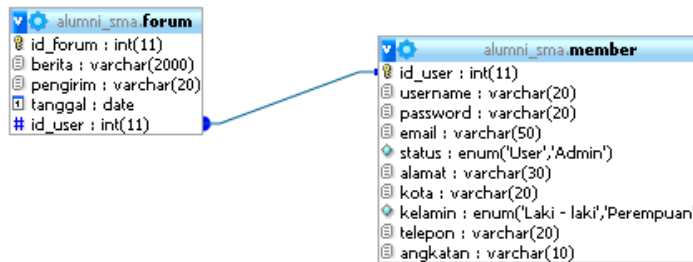 v alumni_sma.forum
id_forum : int(11)
berita : varchar(2000)
pengirim : varchar(20)
tanggal : date
# id_user : int(11)
v alumni_sma.member
id_user : int(11)
username : varchar(20)
password : varchar(20)
email : varchar(50)
status : enum('User','Admin')
alamat : varchar(30)
kota : varchar(20)
kelamin : enum('Laki - laki','Perempuan'
telepon : varchar(20)
angkatan : varchar(10)